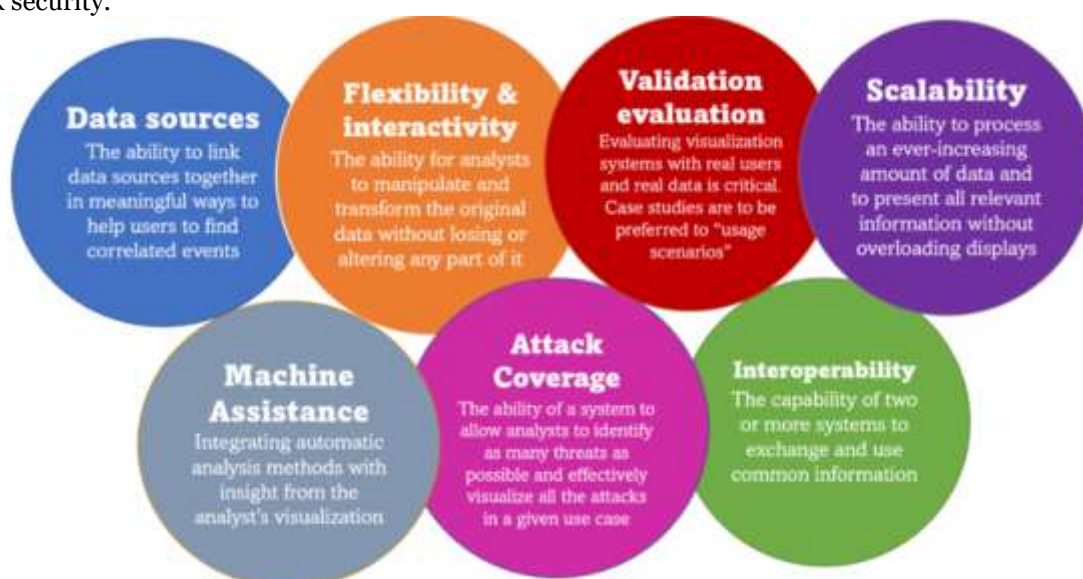 security.
Data sources
The ability to link
data sources together
in meaningful ways to
help users to find
correlated events
Flexibility &
interactivity
The ability for analysts
to manipulate and
transform the original
data without losing or
altering any part of it
Validation
evaluation
Evaluating visualization
systems with real users
and real data is critical.
Case studies are to be
preferred to “usage
scenarios”
Scalability
The ability to process
an ever-increasing
amount of data and
to present all relevant
information without
overloading displays
Machine
Assistance
Integrating automatic
analysis methods with
insight from the
analyst's visualization
Attack
Coverage
The ability of a system to
allow analysts to identify
as many threats as
possible and effectively
visualize all the attacks
in a given use case
Interoperability
The capability of two
or more systems to
exchange and use
common information